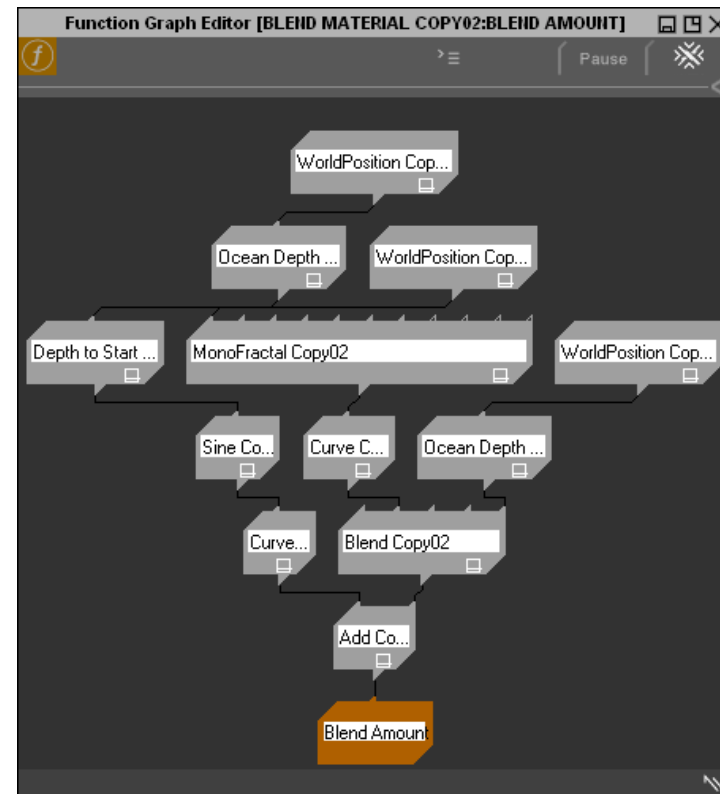 Function Graph Editor [BLEND MATERIAL COPY02:BLEND AMOUNT]
f
Pause
WorldPosition Cop...
Ocean Depth ...
WorldPosition Cop...
Depth to Start ...
MonoFractal Copy02
WorldPosition Cop...
Sine Co...
Curve C...
Ocean Depth ...
Curve...
Blend Copy02
Add Co...
Blend Amount